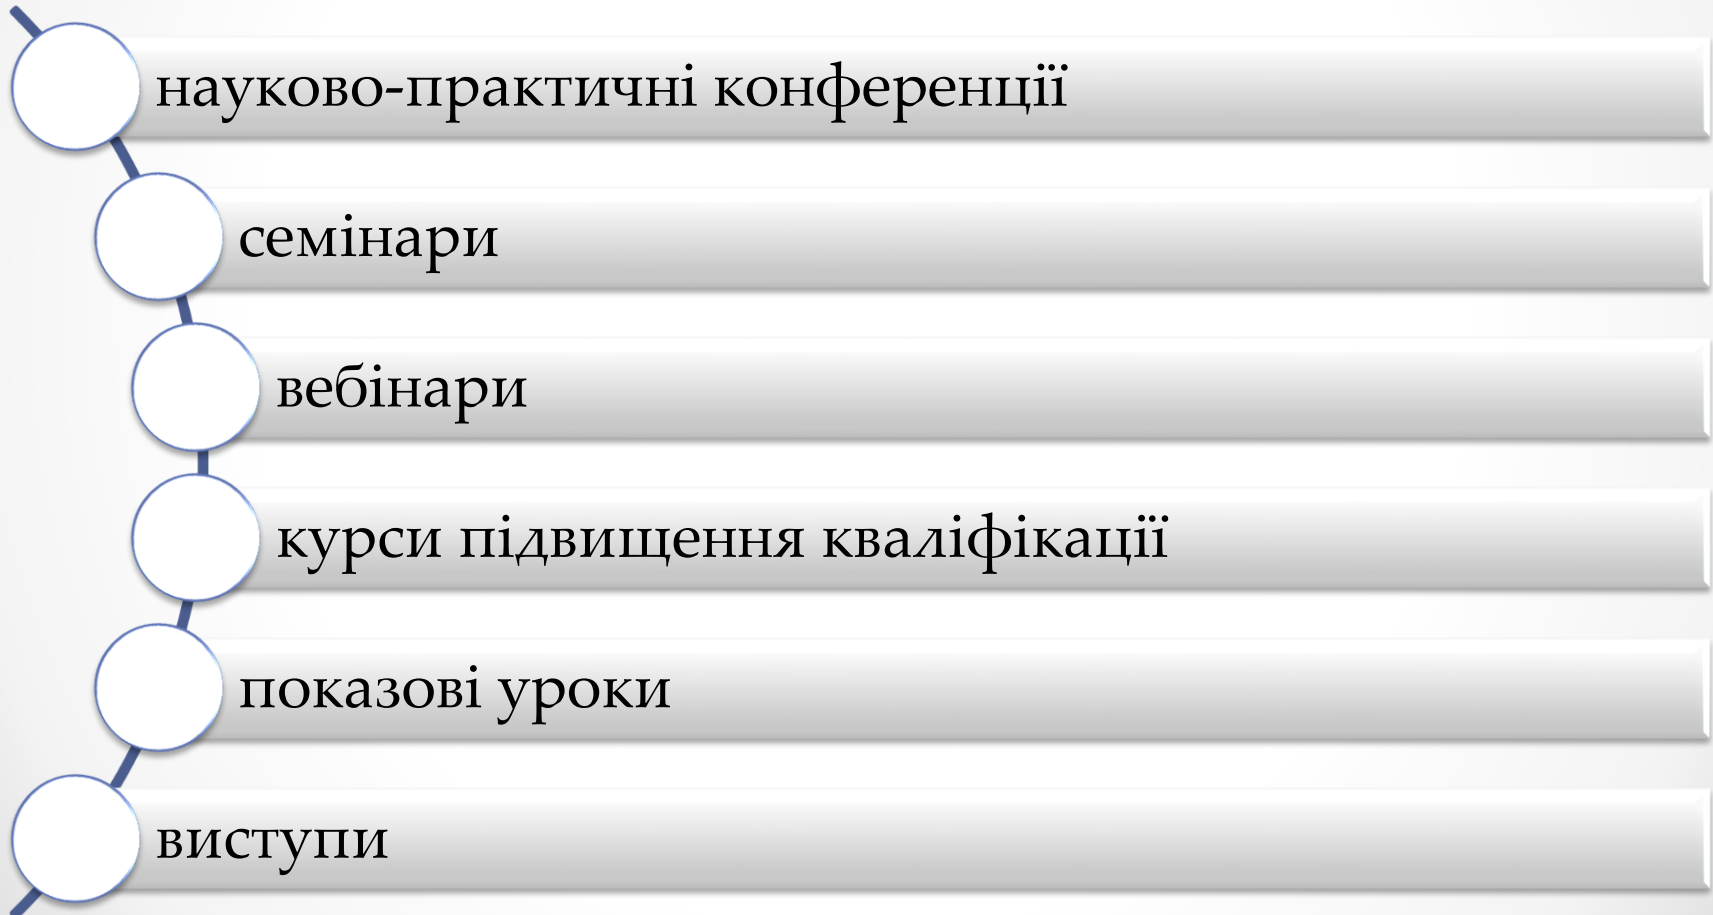 науково-практичні конференції
семінари
вебінари
курси підвищення кваліфікації
показові уроки
виступи